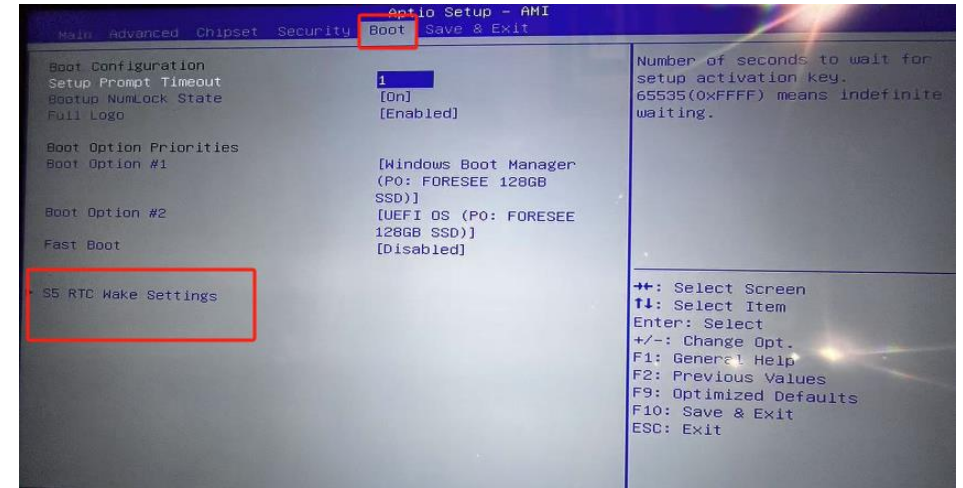 Aptio Setup - AMI
Main Advanced Chipset Security Boot Save & Exit
Boot Configuration
Setup Prompt Timeout 1
Bootup NumLock State [On]
Full Logo [Enabled]
Boot Option Priorities
Boot Option #1 [Windows Boot Manager
(PO: FORESEE 128GB
SSD)]
Boot Option #2 [UEFI OS (PO: FORESEE
128GB SSD)]
Fast Boot [Disabled]
S5 RTC Wake Settings
Number of seconds to wait for
setup activation key.
65535(0xFFFF) means indefinite
waiting.
→←: Select Screen
↑↓: Select Item
Enter: Select
+/-: Change Opt.
F1: General Help
F2: Previous Values
F9: Optimized Defaults
F10: Save & Exit
ESC: Exit